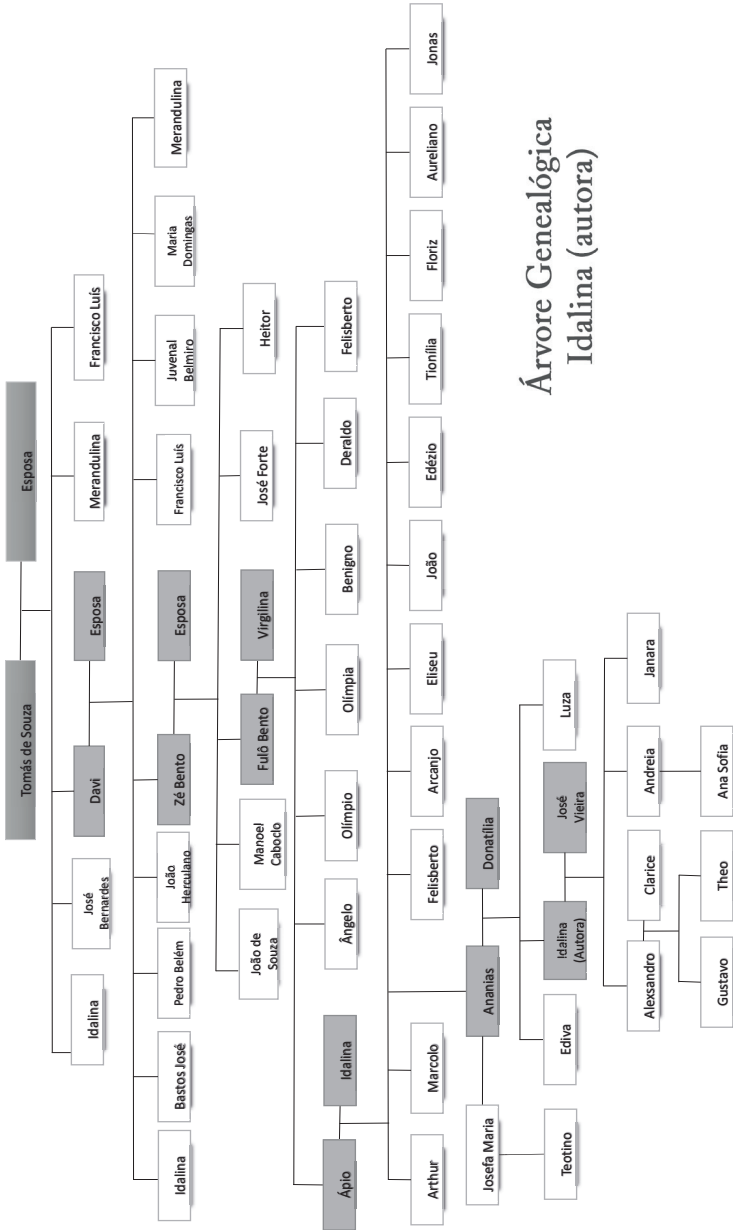 Tomás de Souza
Esposa
Idalina
José
Bernardes
Davi
Esposa
Merandulina
Francisco Luís
Idalina
Bastos José
Pedro Belém
João
Herculano
Zé Bento
Esposa
Francisco Luís
Juvenal
Belmiro
Maria
Domingas
Merandulina
João de
Souza
Manoel
Caboclo
Fulô Bento
Virgilina
José Forte
Heitor
Ápio
Idalina
Ângelo
Olímpio
Olímpia
Benigno
Deraldo
Felisberto
Arthur
Marcolo
Felisberto
Arcanjo
Eliseu
João
Edézio
Tionília
Floriz
Aureliano
Jonas
Josefa Maria
Ananias
Donatília
Teotino
Ediva
Idalina
(Autora)
José
Vieira
Luza
Alexsandro
Clarice
Andreia
Janara
Gustavo
Theo
Ana Sofia
Árvore Genealógica
Idalina (autora)